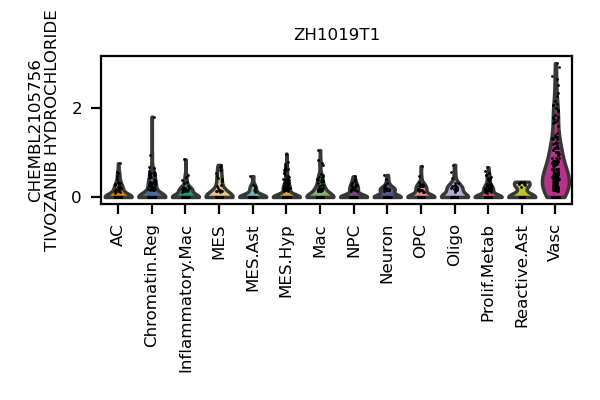 ZH1019T1
CHEMBL2105756
TIVOZANIB HYDROCHLORIDE
2
0
AC
Chromatin.Reg
Inflammatory.Mac
MES
MES.Ast
MES.Hyp
Mac
NPC
Neuron
OPC
Oligo
Prolif.Metab
Reactive.Ast
Vasc